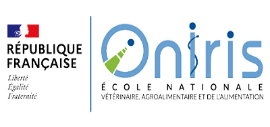 RÉPUBLIQUE
FRANÇAISE
Liberté
Égalité
Fraternité
Oniris
ÉCOLE NATIONALE
VÉTÉRINAIRE, AGROALIMENTAIRE ET DE L'ALIMENTATION